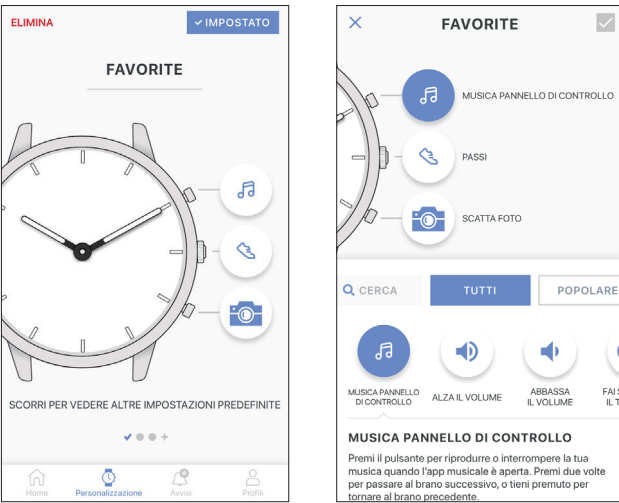 ELIMINA
✓ IMPOSTATO
FAVORITE
SCORRI PER VEDERE ALTRE IMPOSTAZIONI PREDEFINITE
Home
Personalizzazione
Avvisi
Profili
FAVORITE
MUSICA PANNELLO DI CONTROLLO
PASSI
SCATTA FOTO
CERCA
TUTTI
POPOLARE
MUSICA PANNELLO
DI CONTROLLO
ALZA IL VOLUME
ABBASSA
IL VOLUME
FAI
IL
MUSICA PANNELLO DI CONTROLLO
Premi il pulsante per riprodurre o interrompere la tua
musica quando l'app musicale è aperta. Premi due volte
per passare al brano successivo, o tieni premuto per
tornare al brano precedente.